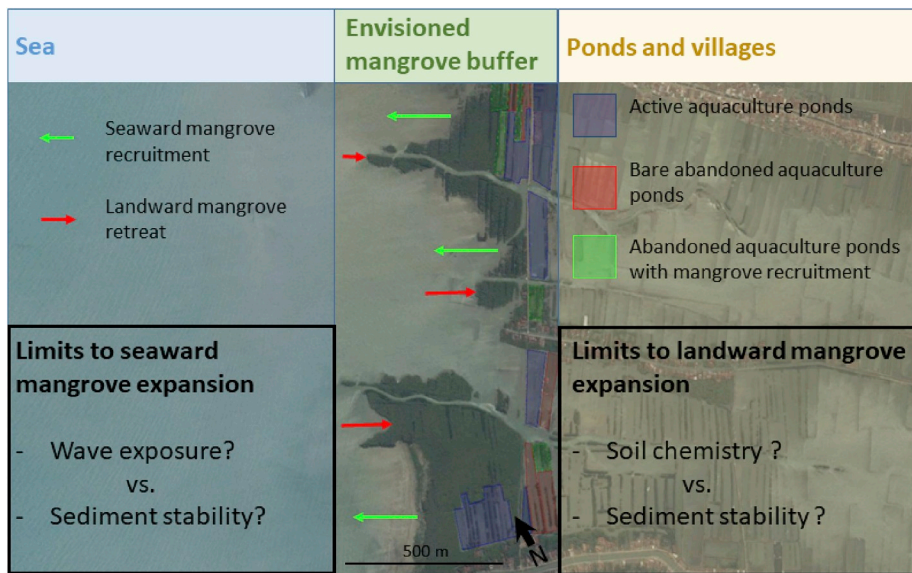 Sea
Envisioned
mangrove buffer
Ponds and villages
Seaward mangrove
recruitment
Landward mangrove
retreat
Active aquaculture ponds
Bare abandoned aquaculture
ponds
Abandoned aquaculture ponds
with mangrove recruitment
Limits to seaward
mangrove expansion
- Wave exposure?
vs.
- Sediment stability?
Limits to landward mangrove
expansion
- Soil chemistry ?
vs.
- Sediment stability ?
500 m
N